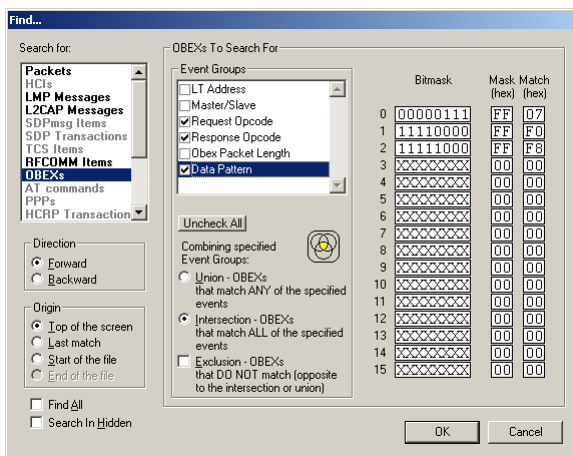 Find...
Search for:
Packets
HCIs
LMP Messages
L2CAP Messages
SDPmsg Items
SDP Transactions
TCS Items
RFCOMM Items
OBEXs
AT commands
PPPs
HCRP Transaction
Direction
Forward
Backward
Origin
Top of the screen
Last match
Start of the file
End of the file
Find All
Search In Hidden
OBEXs To Search For
Event Groups
LT Address
Master/Slave
Request Opcode
Response Opcode
Obex Packet Length
Data Pattern
Uncheck All
Combining specified
Event Groups:
Union - OBEXs
that match ANY of the specified
events
Intersection - OBEXs
that match ALL of the specified
events
Exclusion - OBEXs
that DO NOT match (opposite
to the intersection or union)
Bitmask Mask (hex) Match (hex)
0 00000111 FF 07
1 11110000 FF F0
2 11111000 FF F8
3 XXXXXXXX 00 00
4 XXXXXXXX 00 00
5 XXXXXXXX 00 00
6 XXXXXXXX 00 00
7 XXXXXXXX 00 00
8 XXXXXXXX 00 00
9 XXXXXXXX 00 00
10 XXXXXXXX 00 00
11 XXXXXXXX 00 00
12 XXXXXXXX 00 00
13 XXXXXXXX 00 00
14 XXXXXXXX 00 00
15 XXXXXXXX 00 00
OK Cancel